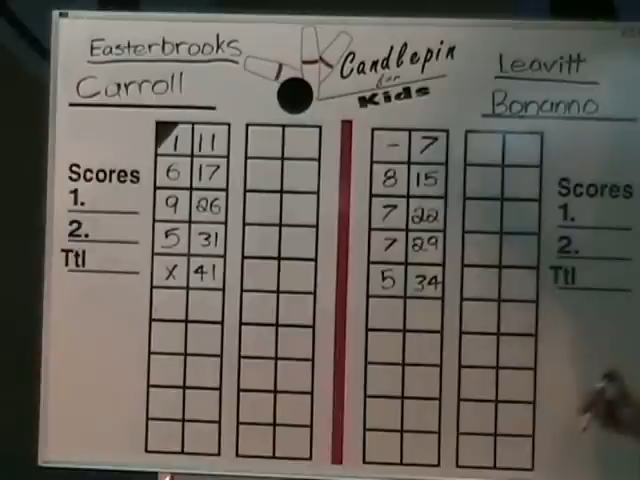 Easterbrooks
Carroll
Candlepin
for
Kids
Leavitt
Bonanno
Scores
1.
2.
Ttl
1 11
6 17
9 26
5 31
X 41
- 7
8 15
7 22
7 29
5 34
Scores
1.
2.
Ttl